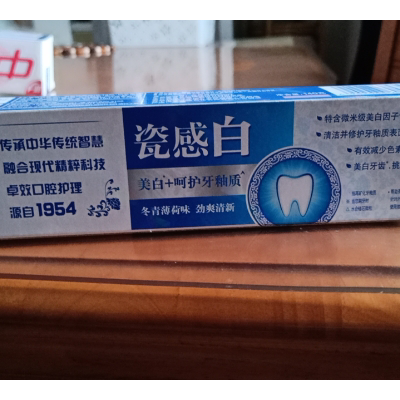 中
传承中华传统智慧
融合现代精粹科技
卓效口腔护理
源自1954
瓷感白
美白+呵护牙釉质
冬青薄荷味 劲爽清新
•特含微米级美白因子
•清洁并修护牙釉质表
•有效减少色素
•美白牙齿